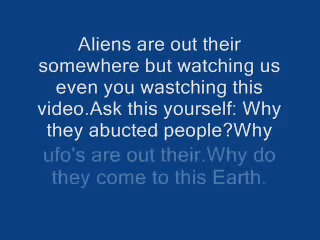 Aliens are out their
somewhere but watching us
even you wastching this
video.Ask this yourself: Why
they abucted people?Why
ufo's are out their.Why do
they come to this Earth.